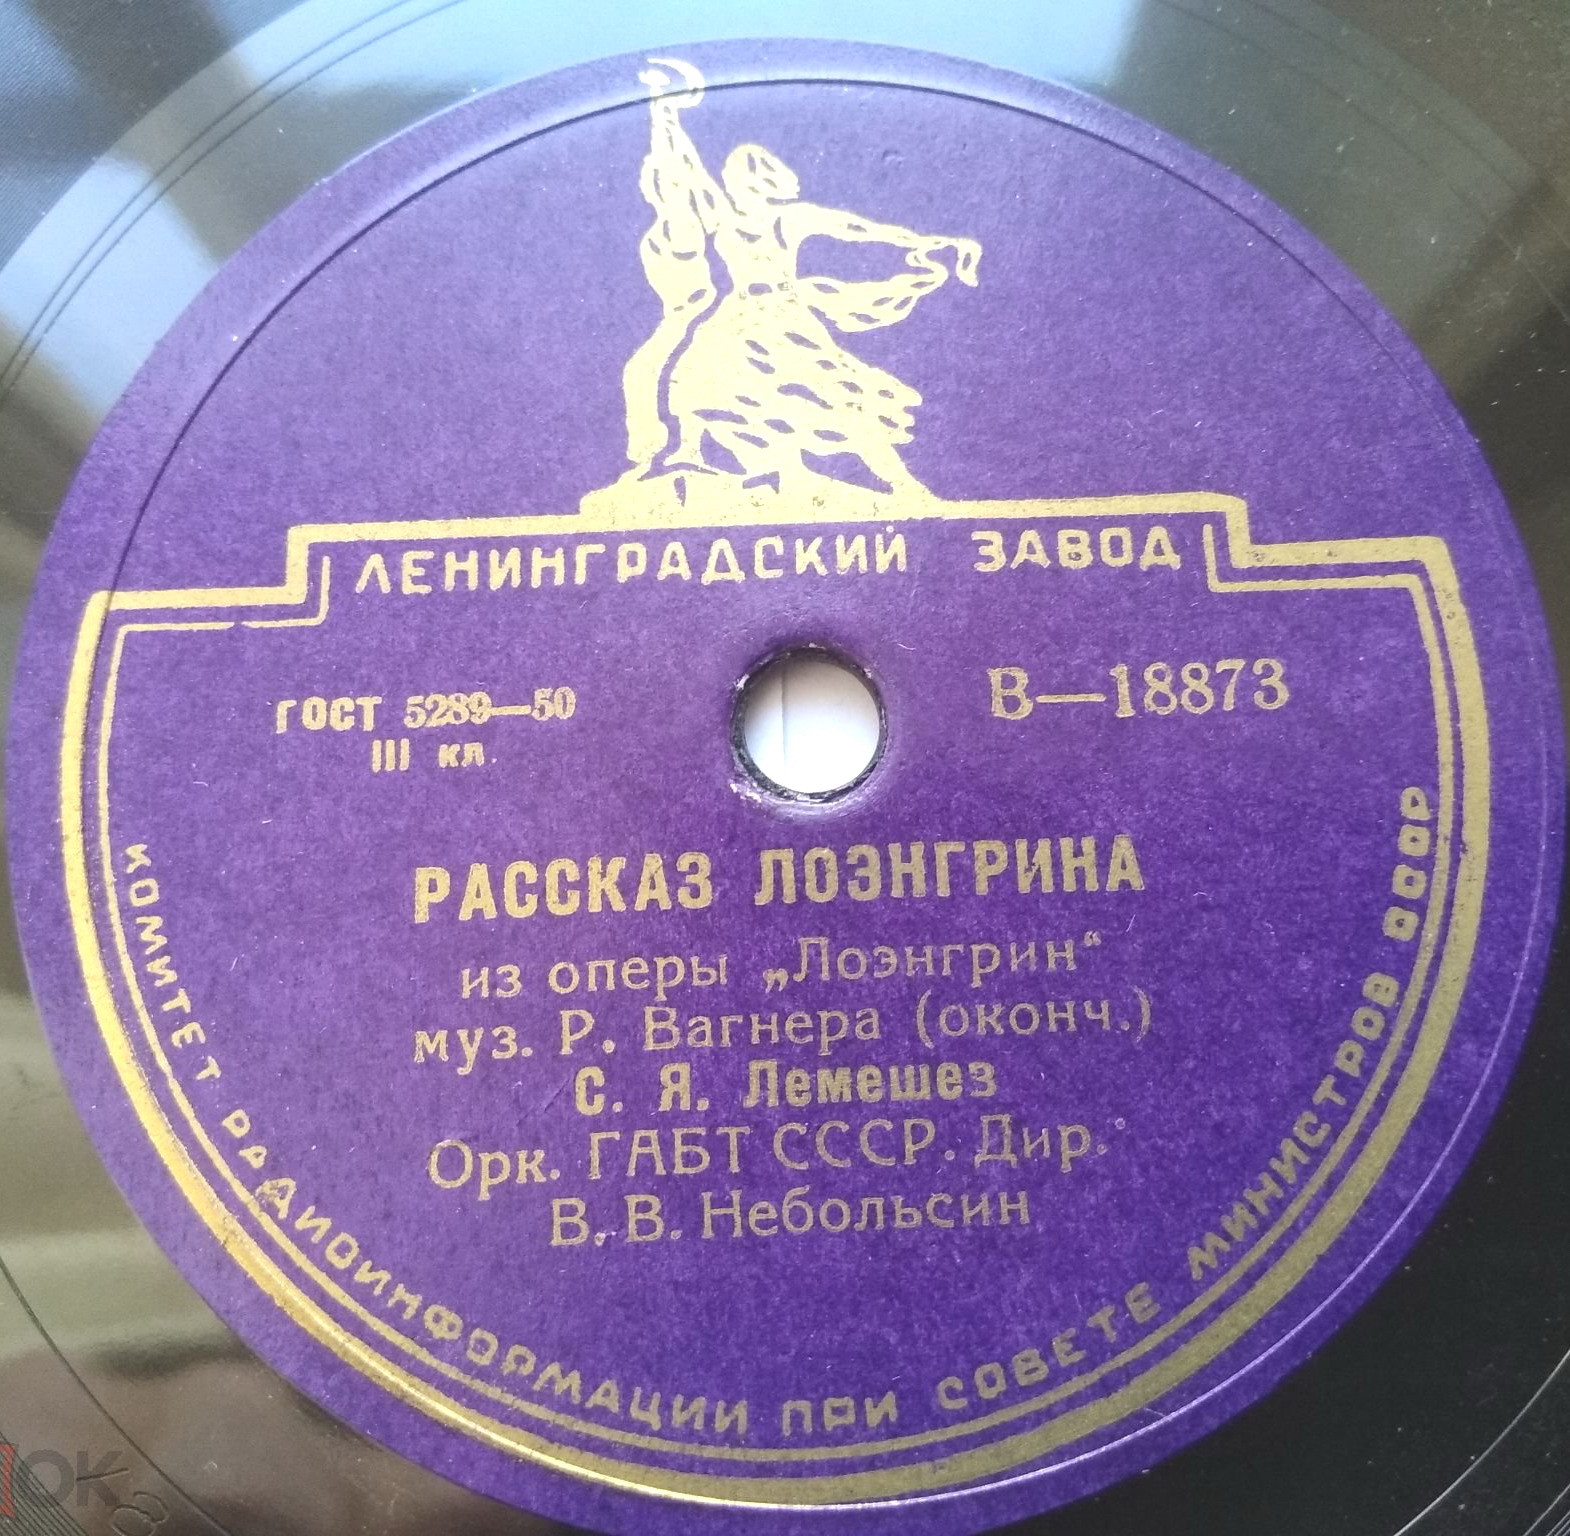 ЛЕНИНГРАДСКИЙ ЗАВОД
ГОСТ 5289—50
III кл.
В—18873
РАССКАЗ ЛОЭНГРИНА
из оперы „Лоэнгрин“
муз. Р. Вагнера (оконч.)
С. Я. Лемешез
Орк. ГАБТ СССР. Дир.
В. В. Небольсин
КОМИТЕТ РАДИОИНФОРМАЦИИ ПРИ СОВЕТЕ МИНИСТРОВ СССР
ОК